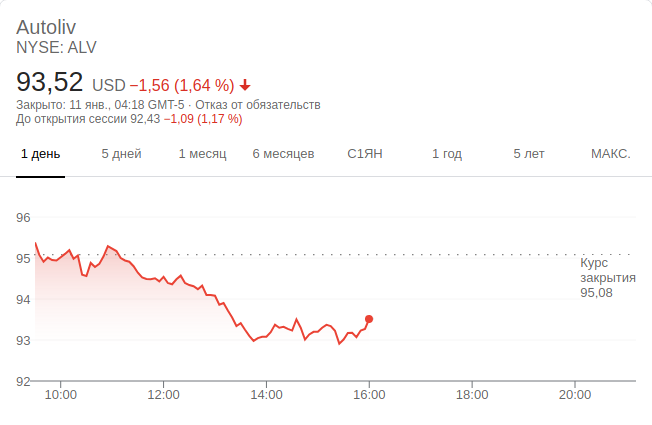 Autoliv
NYSE: ALV
93,52 USD −1,56 (1,64 %)
Закрыто: 11 янв., 04:18 GMT-5 · Отказ от обязательств
До открытия сессии 92,43 −1,09 (1,17 %)
1 день 5 дней 1 месяц 6 месяцев С1ЯН 1 год 5 лет МАКС.
96
95
Курс
закрытия
95,08
94
93
92
10:00 12:00 14:00 16:00 18:00 20:00